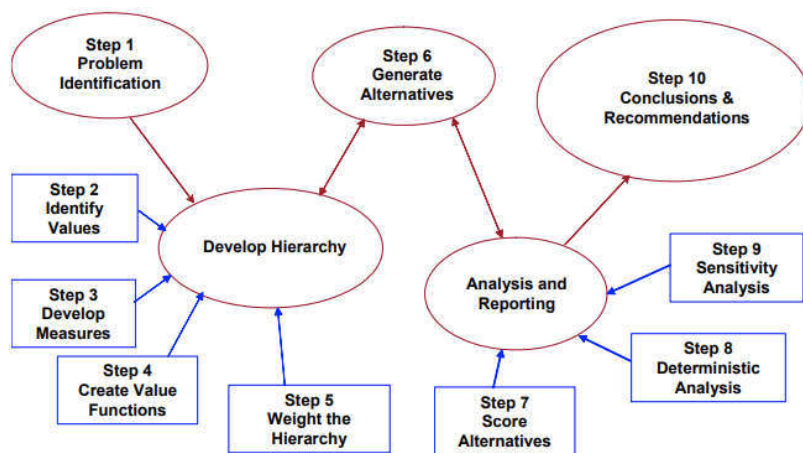 Step 1
Problem
Identification
Step 6
Generate
Alternatives
Step 10
Conclusions &
Recommendations
Step 2
Identify
Values
Develop Hierarchy
Step 3
Develop
Measures
Step 4
Create Value
Functions
Step 5
Weight the
Hierarchy
Analysis and
Reporting
Step 9
Sensitivity
Analysis
Step 8
Deterministic
Analysis
Step 7
Score
Alternatives